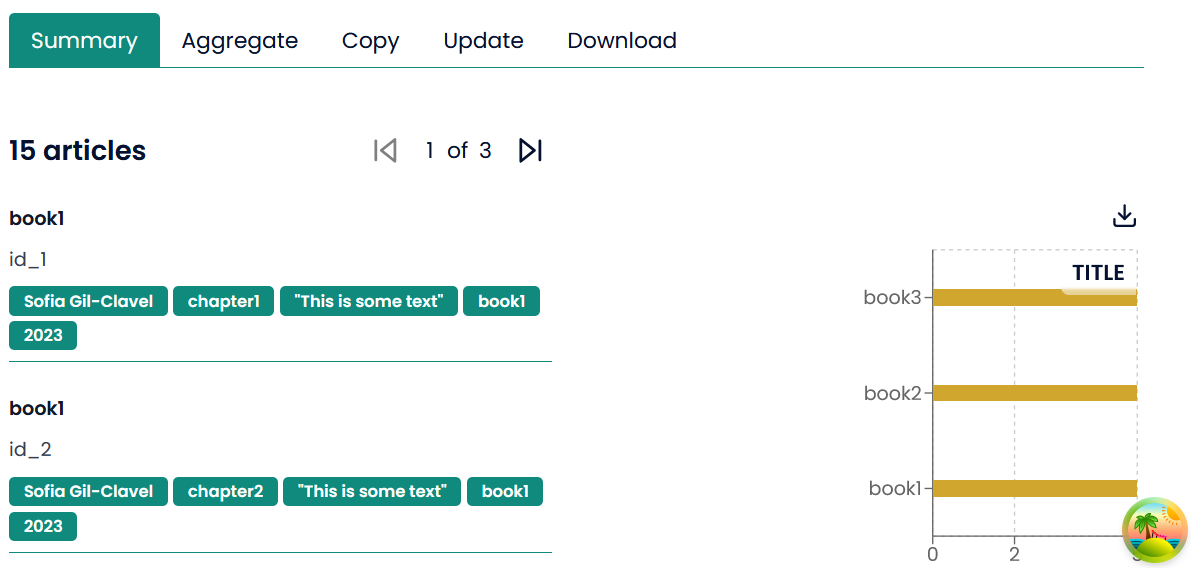 Summary Aggregate Copy Update Download
15 articles 1 of 3
book1
id_1
Sofia Gil-Clavel chapter1 "This is some text" book1
2023
book1
id_2
Sofia Gil-Clavel chapter2 "This is some text" book1
2023
TITLE
book3
book2
book1
0 2